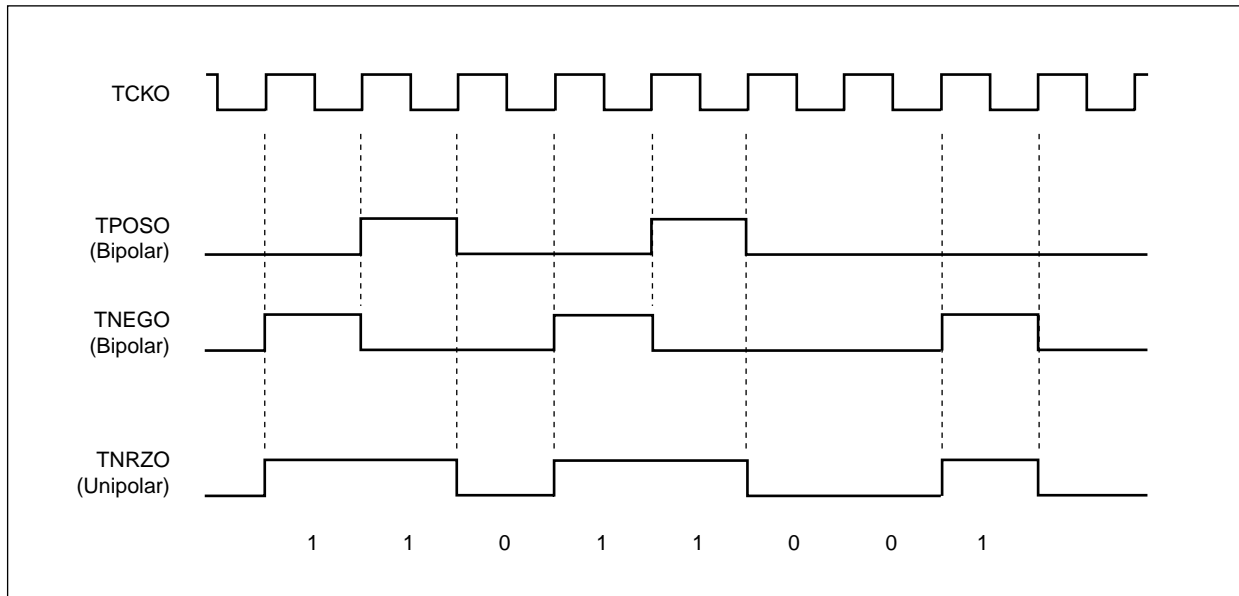 TCKO
TPOSO
(Bipolar)
TNEGO
(Bipolar)
TNRZO
(Unipolar)
1 1 0 1 1 0 0 1